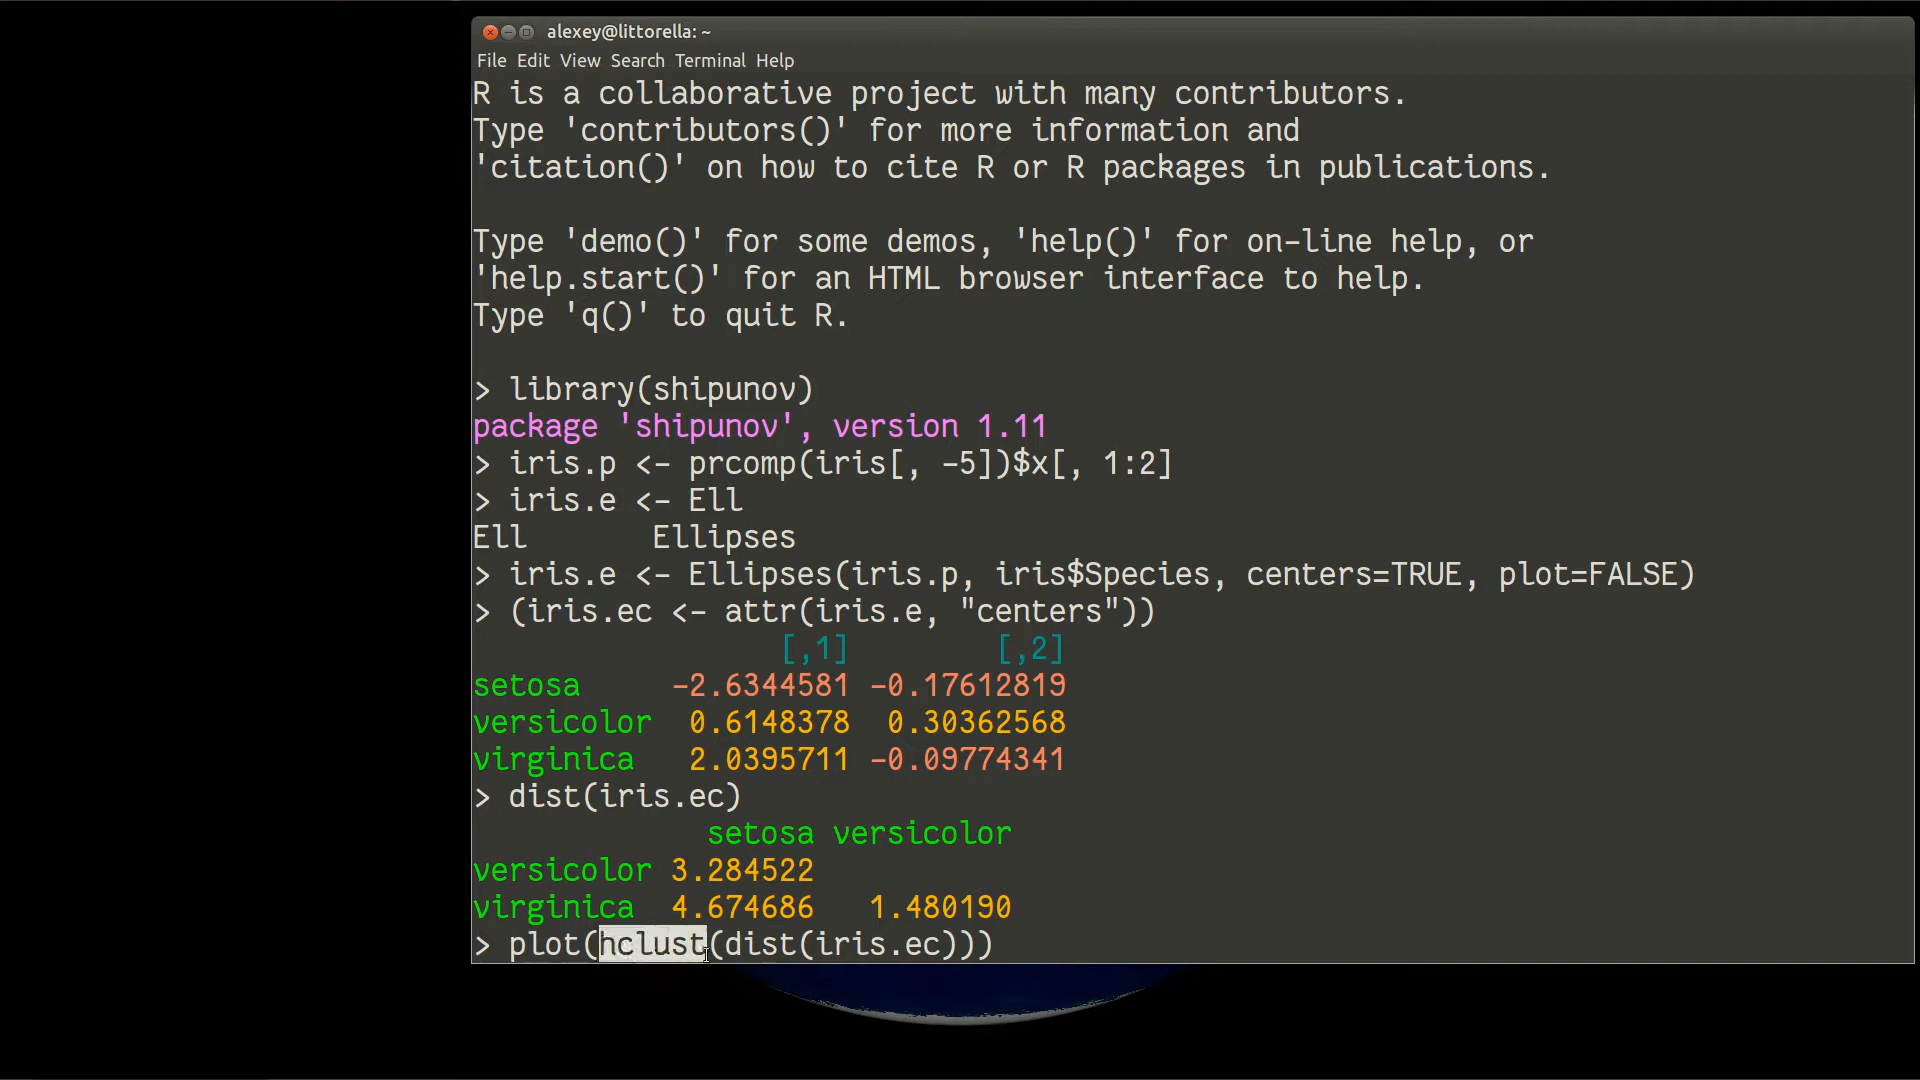 alexey@littorella: ~
File Edit View Search Terminal Help
R is a collaborative project with many contributors.
Type 'contributors()' for more information and
'citation()' on how to cite R or R packages in publications.
Type 'demo()' for some demos, 'help()' for on-line help, or
'help.start()' for an HTML browser interface to help.
Type 'q()' to quit R.
> library(shipunov)
package 'shipunov', version 1.11
> iris.p <- prcomp(iris[, -5])$x[, 1:2]
> iris.e <- Ell
Ell       Ellipses
> iris.e <- Ellipses(iris.p, iris$Species, centers=TRUE, plot=FALSE)
> (iris.ec <- attr(iris.e, "centers"))
                 [,1]        [,2]
setosa     -2.6344581 -0.17612819
versicolor  0.6148378  0.30362568
virginica   2.0395711 -0.09774341
> dist(iris.ec)
             setosa versicolor
versicolor 3.284522
virginica  4.674686   1.480190
> plot(hclust(dist(iris.ec)))